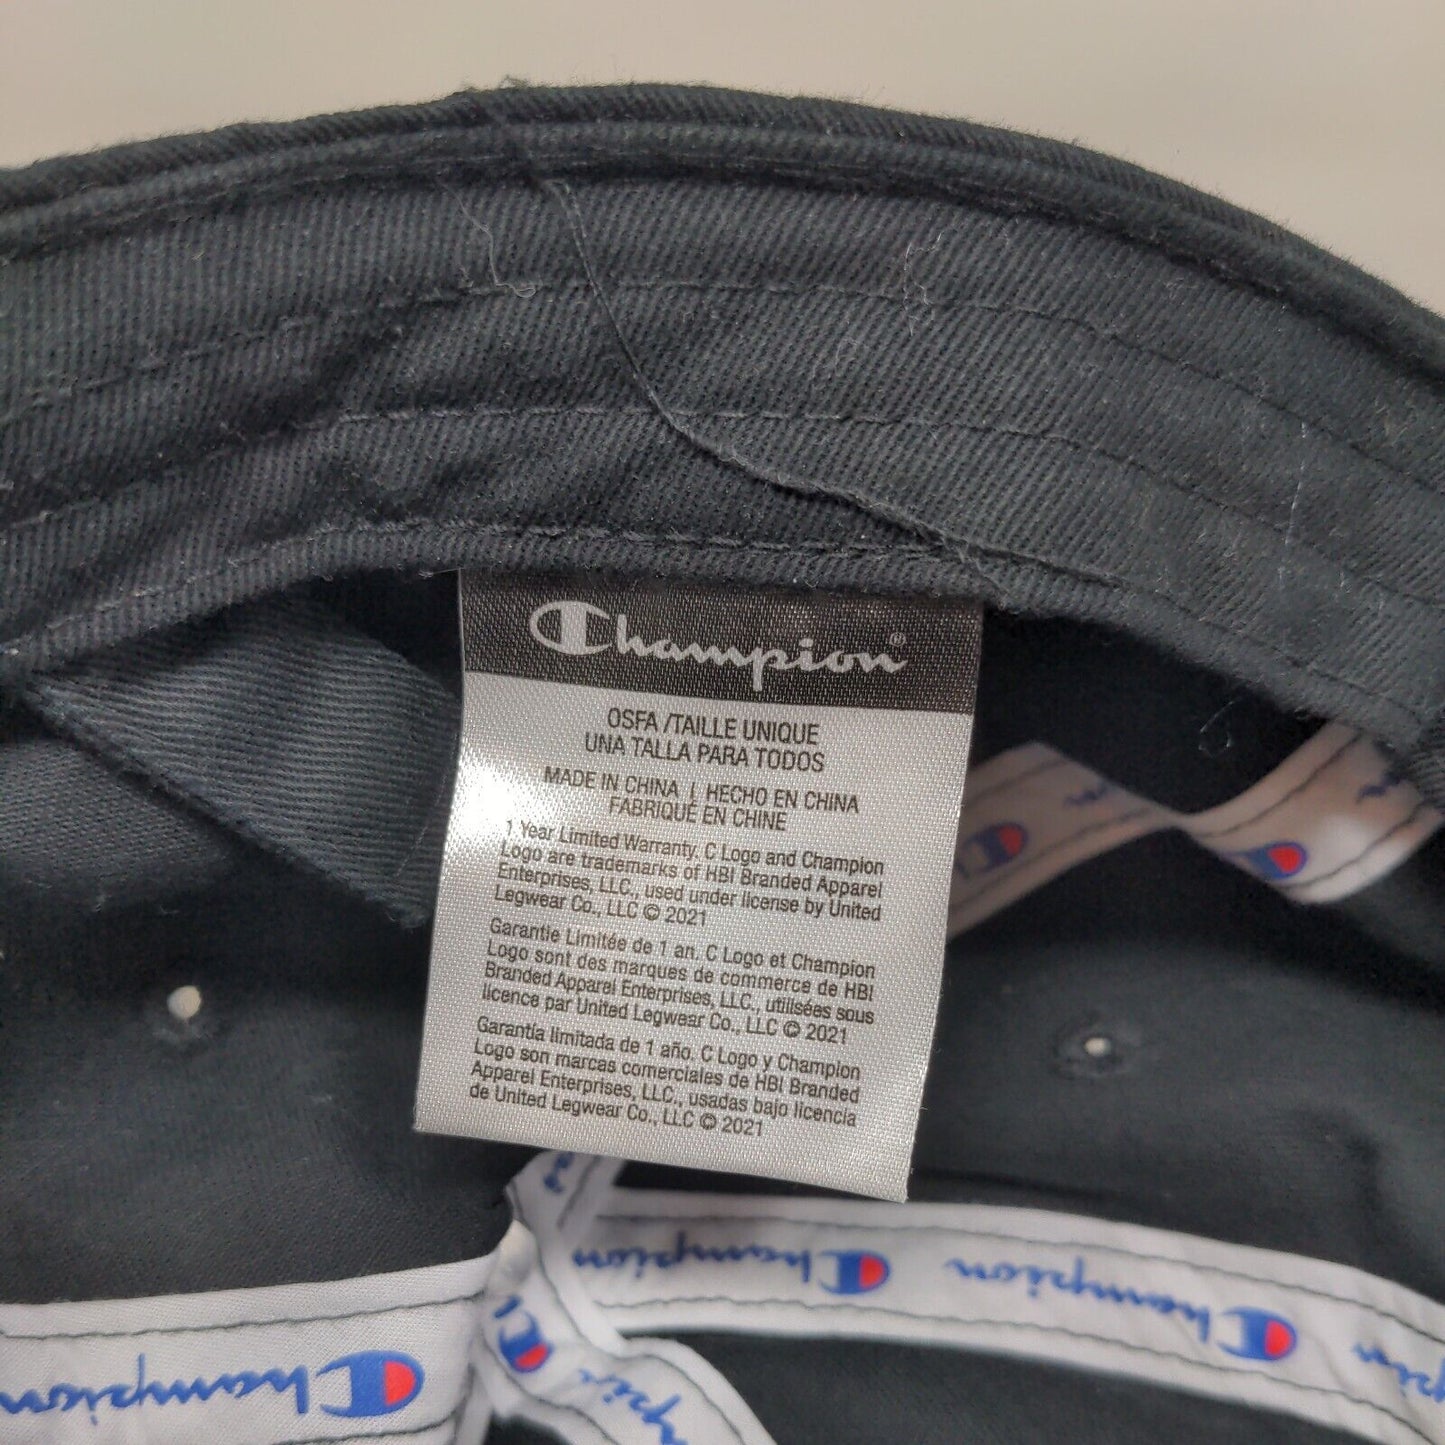 Champion®
OSFA /TAILLE UNIQUE
UNA TALLA PARA TODOS
MADE IN CHINA | HECHO EN CHINA
FABRIQUÉ EN CHINE
1 Year Limited Warranty. C Logo and Champion
Logo are trademarks of HBI Branded Apparel
Enterprises, LLC., used under license by United
Legwear Co., LLC © 2021
Garantie Limitée de 1 an. C Logo et Champion
Logo sont des marques de commerce de HBI
Branded Apparel Enterprises, LLC., utilisées sous
licence par United Legwear Co., LLC © 2021
Garantía limitada de 1 año. C Logo y Champion
Logo son marcas comerciales de HBI Branded
Apparel Enterprises, LLC., usadas bajo licencia
de United Legwear Co., LLC © 2021
Champion
Champion
Champion